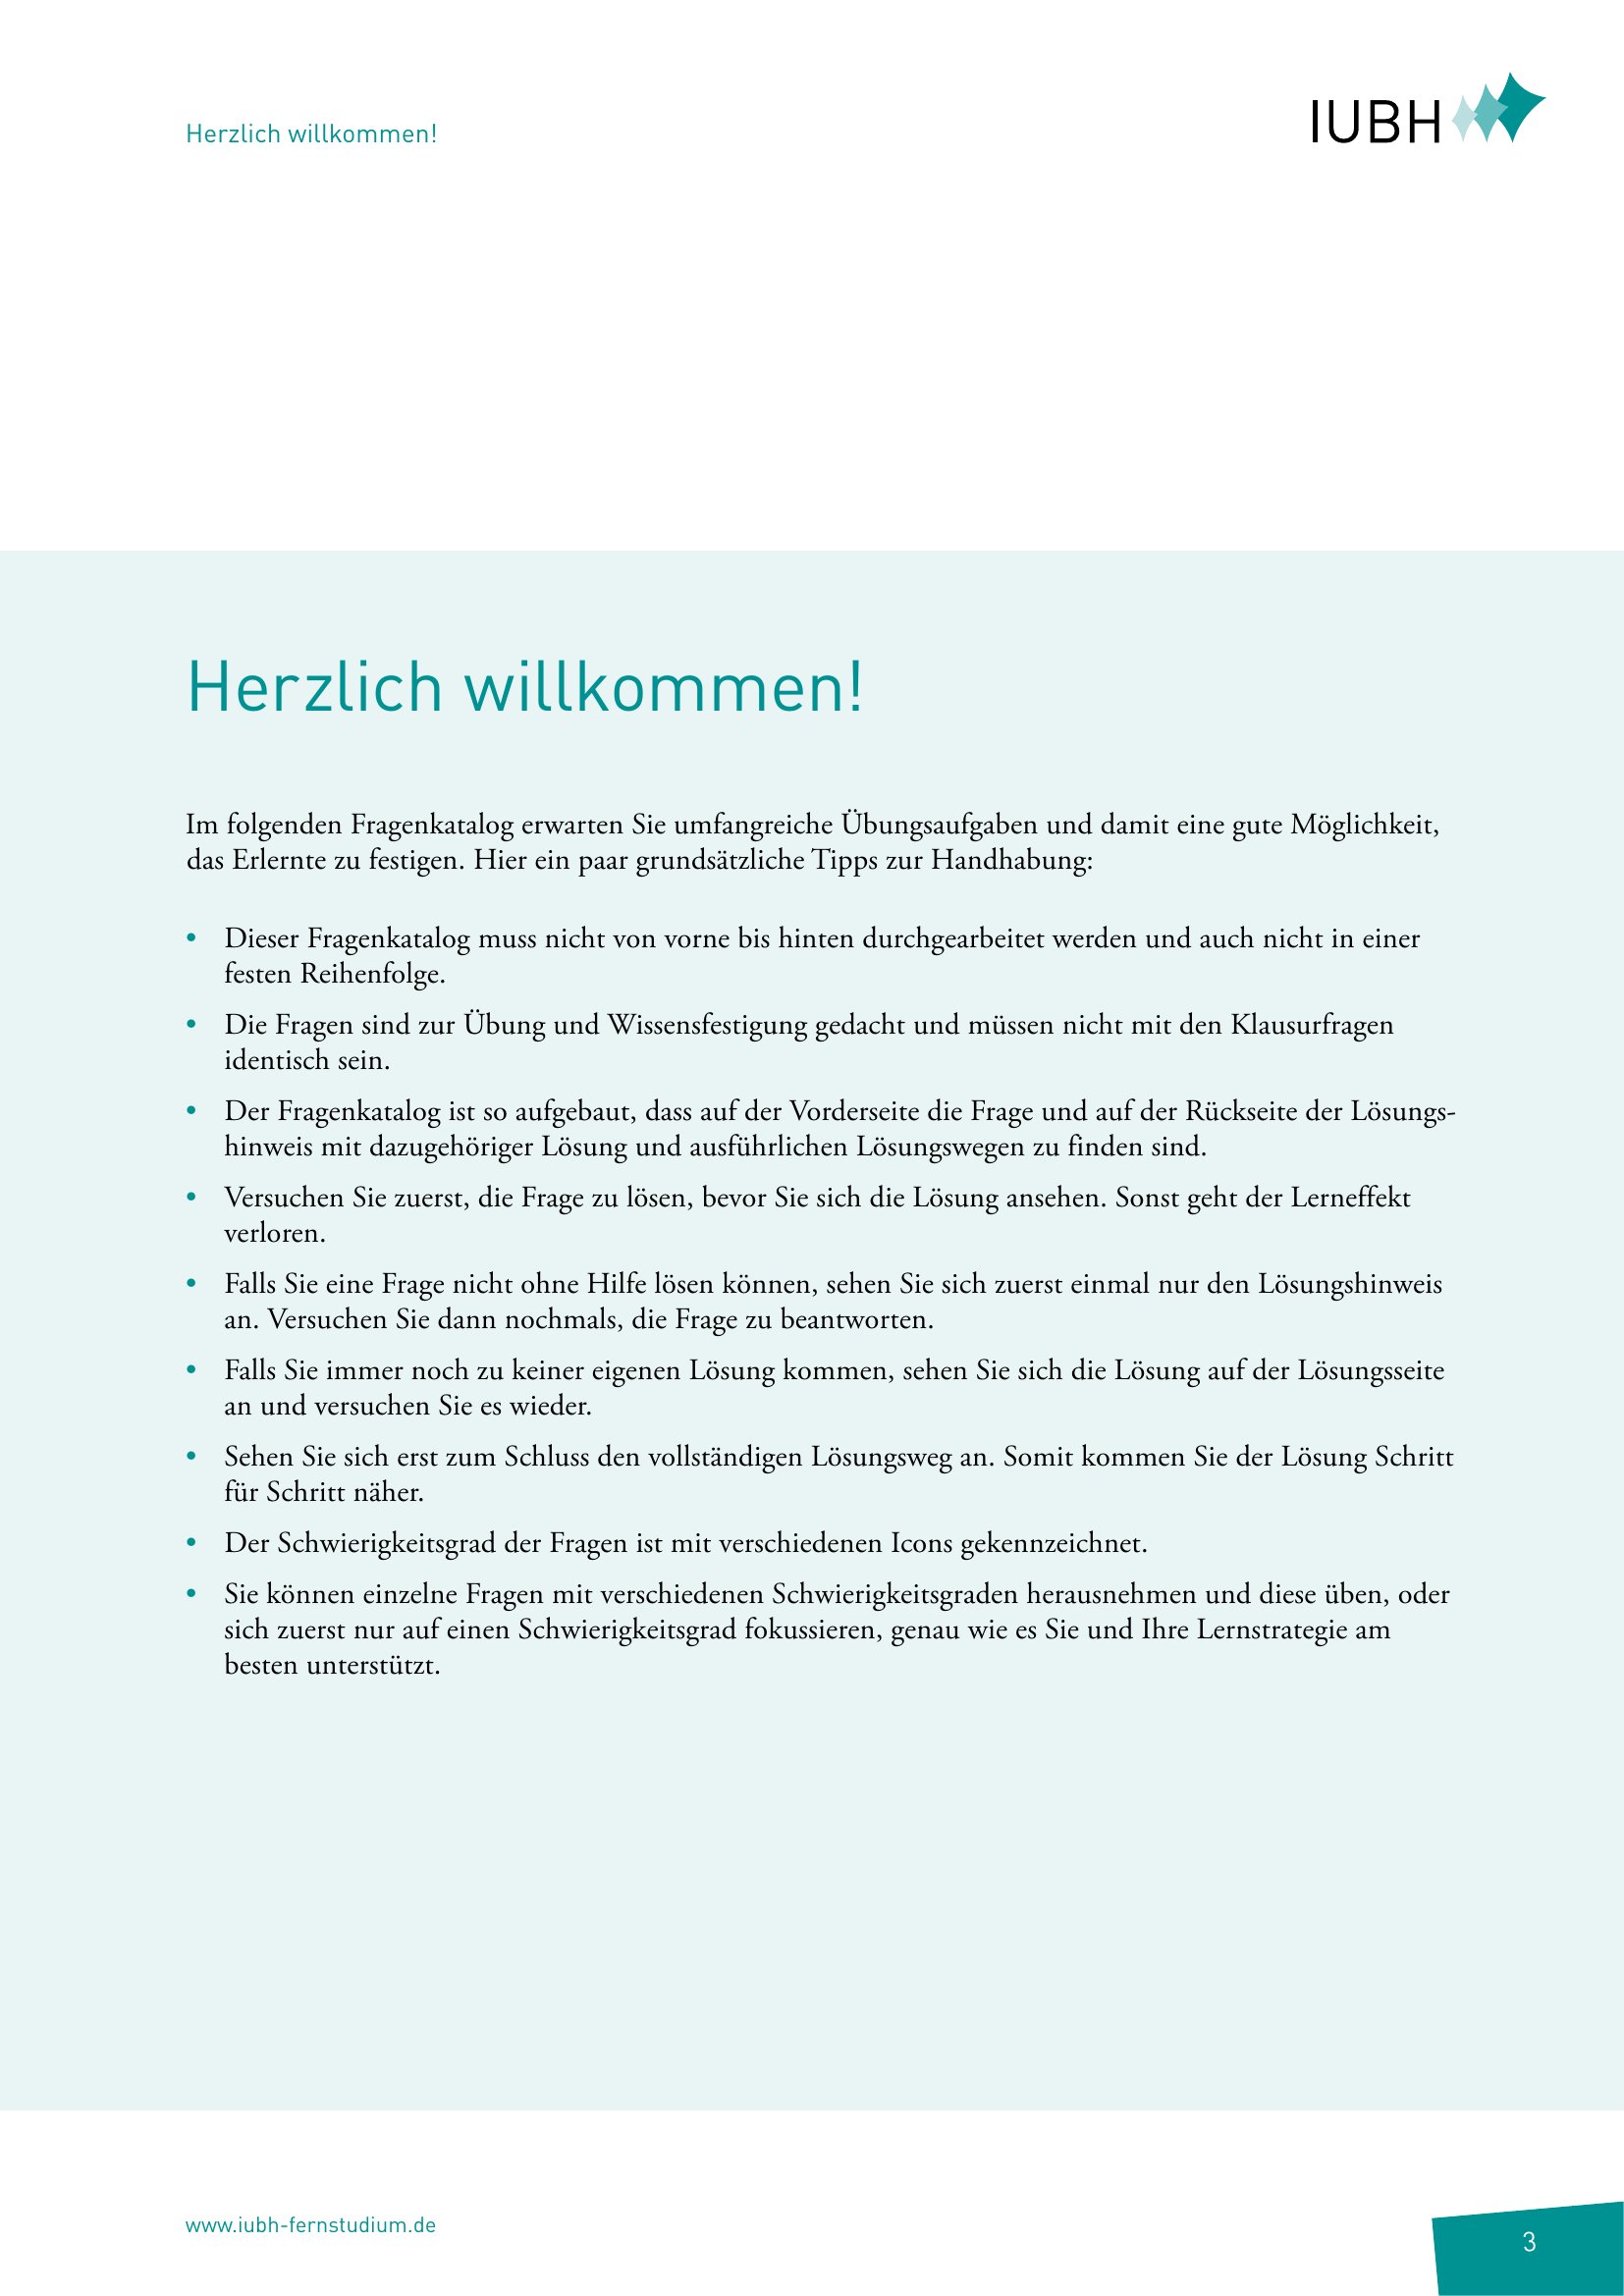 Herzlich willkommen!
IUBH
Herzlich willkommen!
Im folgenden Fragenkatalog erwarten Sie umfangreiche Übungsaufgaben und damit eine gute Möglichkeit,
das Erlernte zu festigen. Hier ein paar grundsätzliche Tipps zur Handhabung:
• Dieser Fragenkatalog muss nicht von vorne bis hinten durchgearbeitet werden und auch nicht in einer
festen Reihenfolge.
• Die Fragen sind zur Übung und Wissensfestigung gedacht und müssen nicht mit den Klausurfragen
identisch sein.
• Der Fragenkatalog ist so aufgebaut, dass auf der Vorderseite die Frage und auf der Rückseite der Lösungs-
hinweis mit dazugehöriger Lösung und ausführlichen Lösungswegen zu finden sind.
• Versuchen Sie zuerst, die Frage zu lösen, bevor Sie sich die Lösung ansehen. Sonst geht der Lerneffekt
verloren.
• Falls Sie eine Frage nicht ohne Hilfe lösen können, sehen Sie sich zuerst einmal nur den Lösungshinweis
an. Versuchen Sie dann nochmals, die Frage zu beantworten.
• Falls Sie immer noch zu keiner eigenen Lösung kommen, sehen Sie sich die Lösung auf der Lösungsseite
an und versuchen Sie es wieder.
• Sehen Sie sich erst zum Schluss den vollständigen Lösungsweg an. Somit kommen Sie der Lösung Schritt
für Schritt näher.
• Der Schwierigkeitsgrad der Fragen ist mit verschiedenen Icons gekennzeichnet.
• Sie können einzelne Fragen mit verschiedenen Schwierigkeitsgraden herausnehmen und diese üben, oder
sich zuerst nur auf einen Schwierigkeitsgrad fokussieren, genau wie es Sie und Ihre Lernstrategie am
besten unterstützt.
www.iubh-fernstudium.de
3